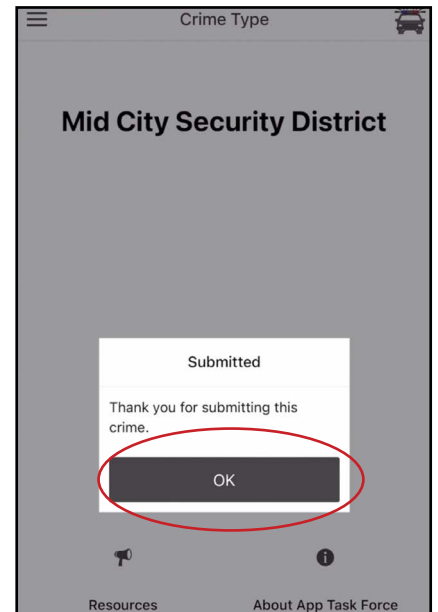 Crime Type
Mid City Security District
Submitted
Thank you for submitting this
crime.
OK
Resources
About App Task Force